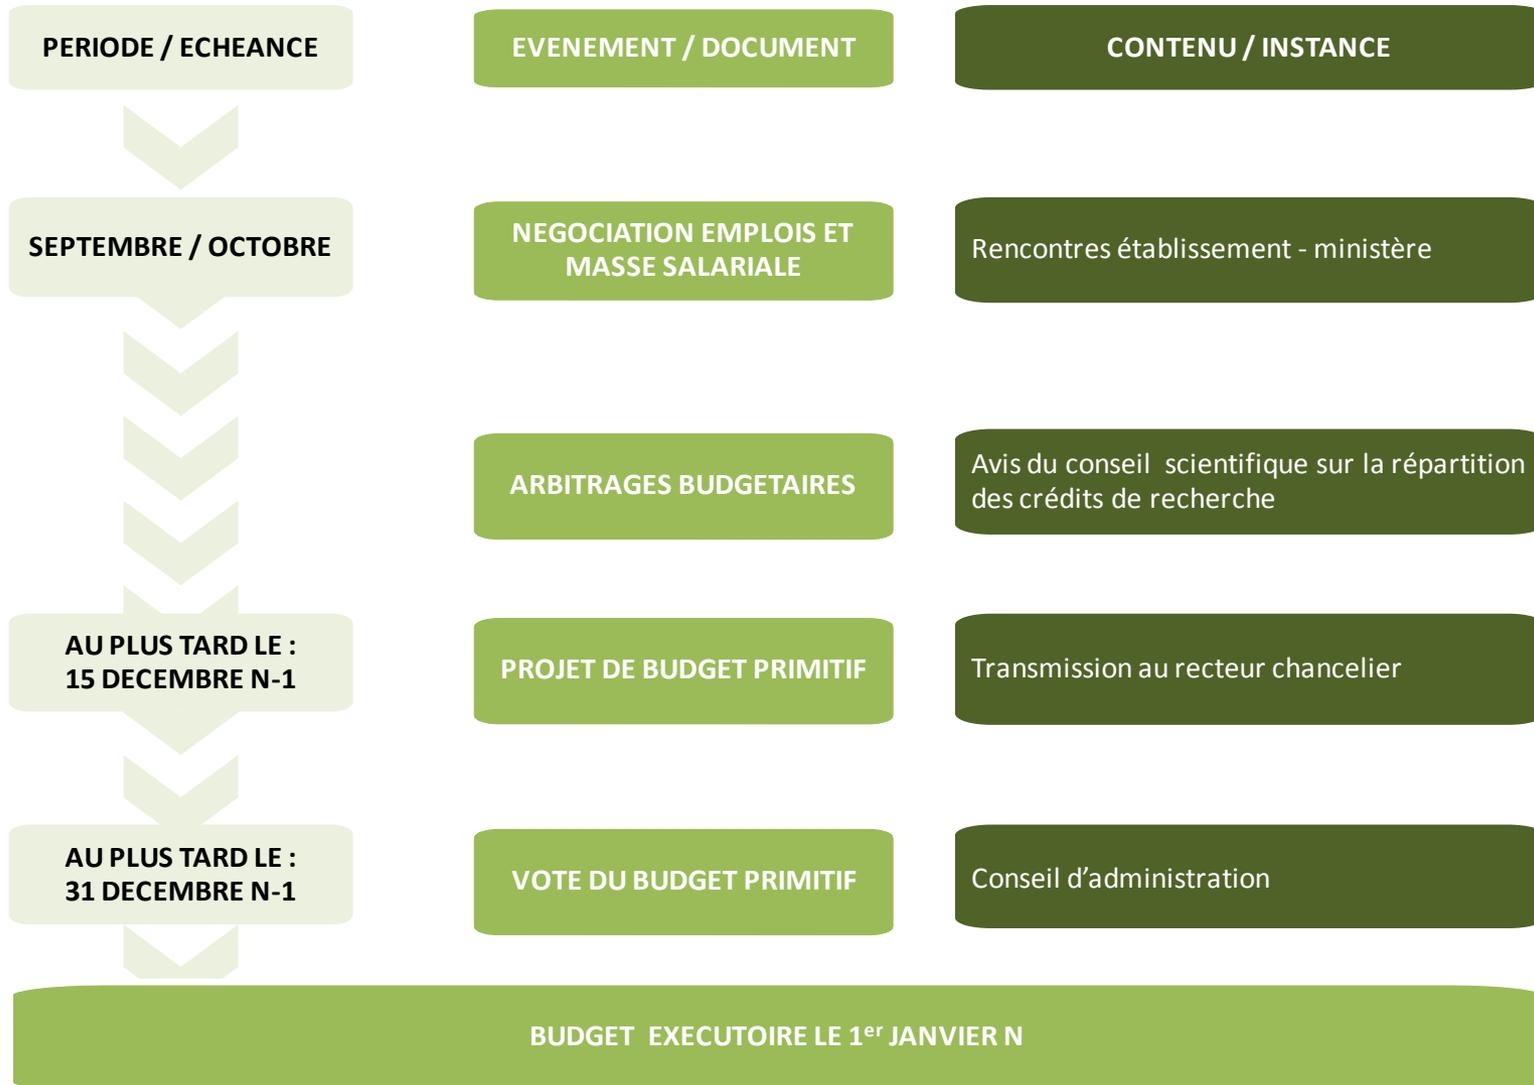 PERIODE / ECHEANCE
EVENEMENT / DOCUMENT
CONTENU / INSTANCE
SEPTEMBRE / OCTOBRE
NEGOCIATION EMPLOIS ET
MASSE SALARIALE
Rencontres établissement - ministère
ARBITRAGES BUDGETAIRES
Avis du conseil scientifique sur la répartition
des crédits de recherche
AU PLUS TARD LE :
15 DECEMBRE N-1
PROJET DE BUDGET PRIMITIF
Transmission au recteur chancelier
AU PLUS TARD LE :
31 DECEMBRE N-1
VOTE DU BUDGET PRIMITIF
Conseil d’administration
BUDGET EXECUTOIRE LE 1er JANVIER N